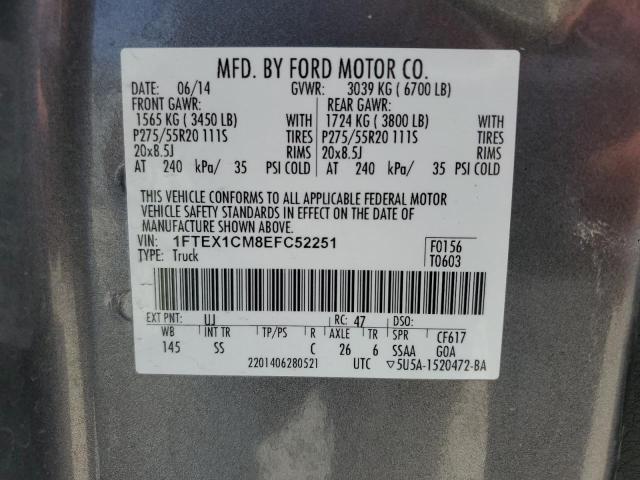 MFD. BY FORD MOTOR CO.
DATE: 06/14 GVWR: 3039 KG ( 6700 LB)
FRONT GAWR: REAR GAWR:
1565 KG ( 3450 LB) WITH 1724 KG ( 3800 LB) WITH
P275/55R20 111S TIRES P275/55R20 111S TIRES
20x8.5J RIMS 20x8.5J RIMS
AT 240 kPa/ 35 PSI COLD AT 240 kPa/ 35 PSI COLD
THIS VEHICLE CONFORMS TO ALL APPLICABLE FEDERAL MOTOR
VEHICLE SAFETY STANDARDS IN EFFECT ON THE DATE OF
MANUFACTURE SHOWN ABOVE.
VIN: 1FTEX1CM8EFC52251 F0156
TYPE: Truck T0603
EXT PNT: UJ RC: 47 DSO:
WB INT TR TP/PS R AXLE TR SPR CF617
145 SS C 26 6 SSAA GOA
2201406280521 UTC ▽5U5A-1520472-BA